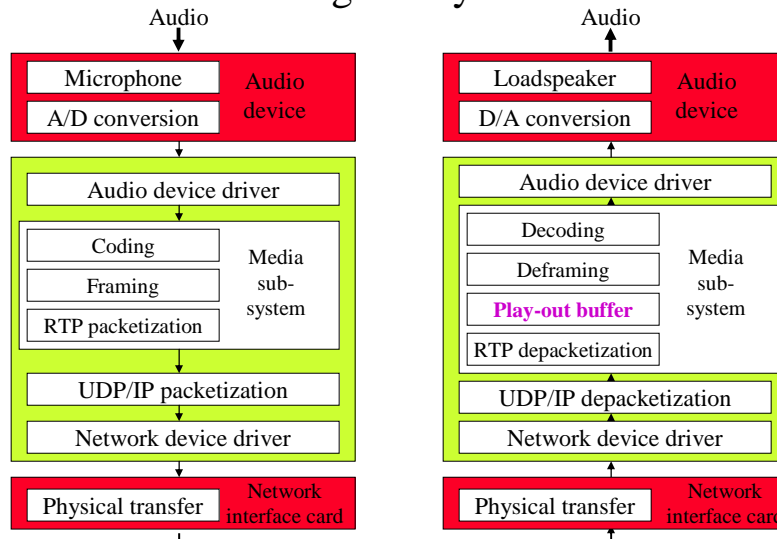 Audio
Microphone
A/D conversion
Audio
device
Audio device driver
Coding
Framing
RTP packetization
Media
sub-
system
UDP/IP packetization
Network device driver
Physical transfer
Network
interface card
Audio
Loadspeaker
D/A conversion
Audio
device
Audio device driver
Decoding
Deframing
Play-out buffer
RTP depacketization
Media
sub-
system
UDP/IP depacketization
Network device driver
Physical transfer
Network
interface card